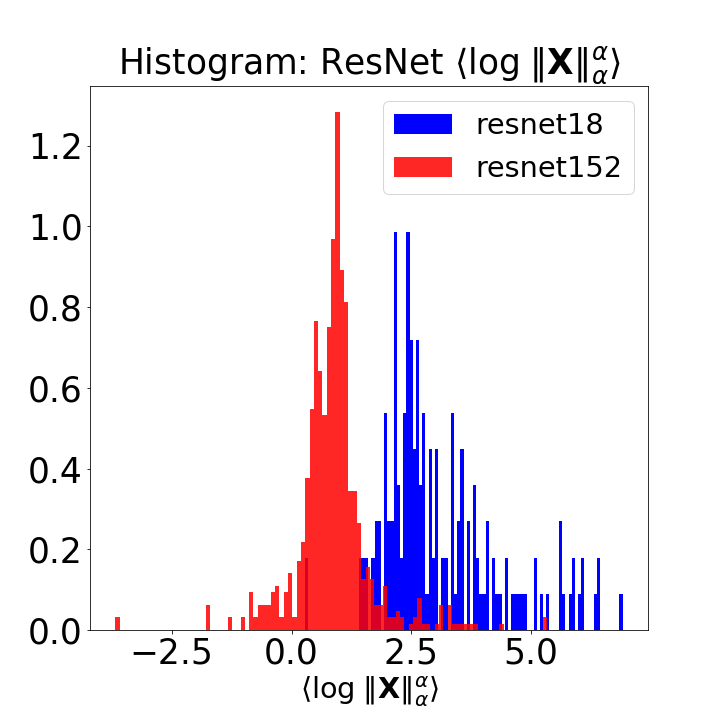 Histogram: ResNet ⟨log ‖𝐗‖_α^α⟩
resnet18
resnet152
1.2
1.0
0.8
0.6
0.4
0.2
0.0
−2.5 0.0 2.5 5.0
⟨log ‖𝐗‖_α^α⟩